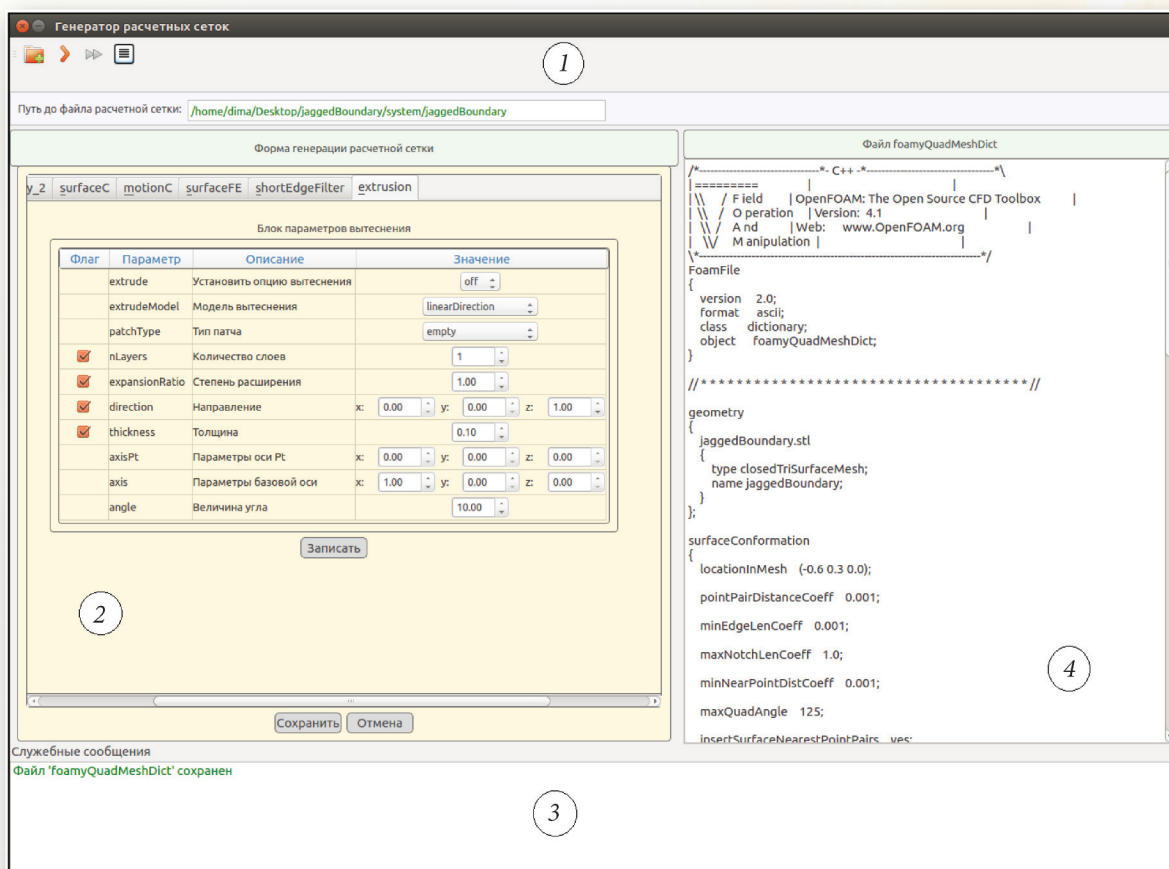 Генератор расчетных сеток
1
Путь до файла расчетной сетки: /home/dima/Desktop/jaggedBoundary/system/jaggedBoundary
Форма генерации расчетной сетки
y_2 surfaceC motionC surfaceFE shortEdgeFilter extrusion
Блок параметров вытеснения
Флаг Параметр Описание Значение
extrude Установить опцию вытеснения off
extrudeModel Модель вытеснения linearDirection
patchType Тип патча empty
nLayers Количество слоев 1
expansionRatio Степень расширения 1.00
direction Направление x: 0.00 y: 0.00 z: 1.00
thickness Толщина 0.10
axisPt Параметры оси Pt x: 0.00 y: 0.00 z: 0.00
axis Параметры базовой оси x: 1.00 y: 0.00 z: 0.00
angle Величина угла 10.00
Записать
2
Сохранить Отмена
Файл foamyQuadMeshDict
/*--------------------------------*- C++ -*----------------------------------*\
| ========= | |
| \\ / F ield | OpenFOAM: The Open Source CFD Toolbox |
| \\ / O peration | Version: 4.1 |
| \\ / A nd | Web: www.OpenFOAM.org |
| \\/ M anipulation | |
\*---------------------------------------------------------------------------*/
FoamFile
{
version 2.0;
format ascii;
class dictionary;
object foamyQuadMeshDict;
}
// * * * * * * * * * * * * * * * * * * * * * * * * * * * * * * * * * * * * * //
geometry
{
jaggedBoundary.stl
{
type closedTriSurfaceMesh;
name jaggedBoundary;
}
};
surfaceConformation
{
locationInMesh (-0.6 0.3 0.0);
pointPairDistanceCoeff 0.001;
minEdgeLenCoeff 0.001;
maxNotchLenCoeff 1.0;
minNearPointDistCoeff 0.001;
maxQuadAngle 125;
insertSurfaceNearestPointPairs yes;
4
Служебные сообщения
Файл 'foamyQuadMeshDict' сохранен
3